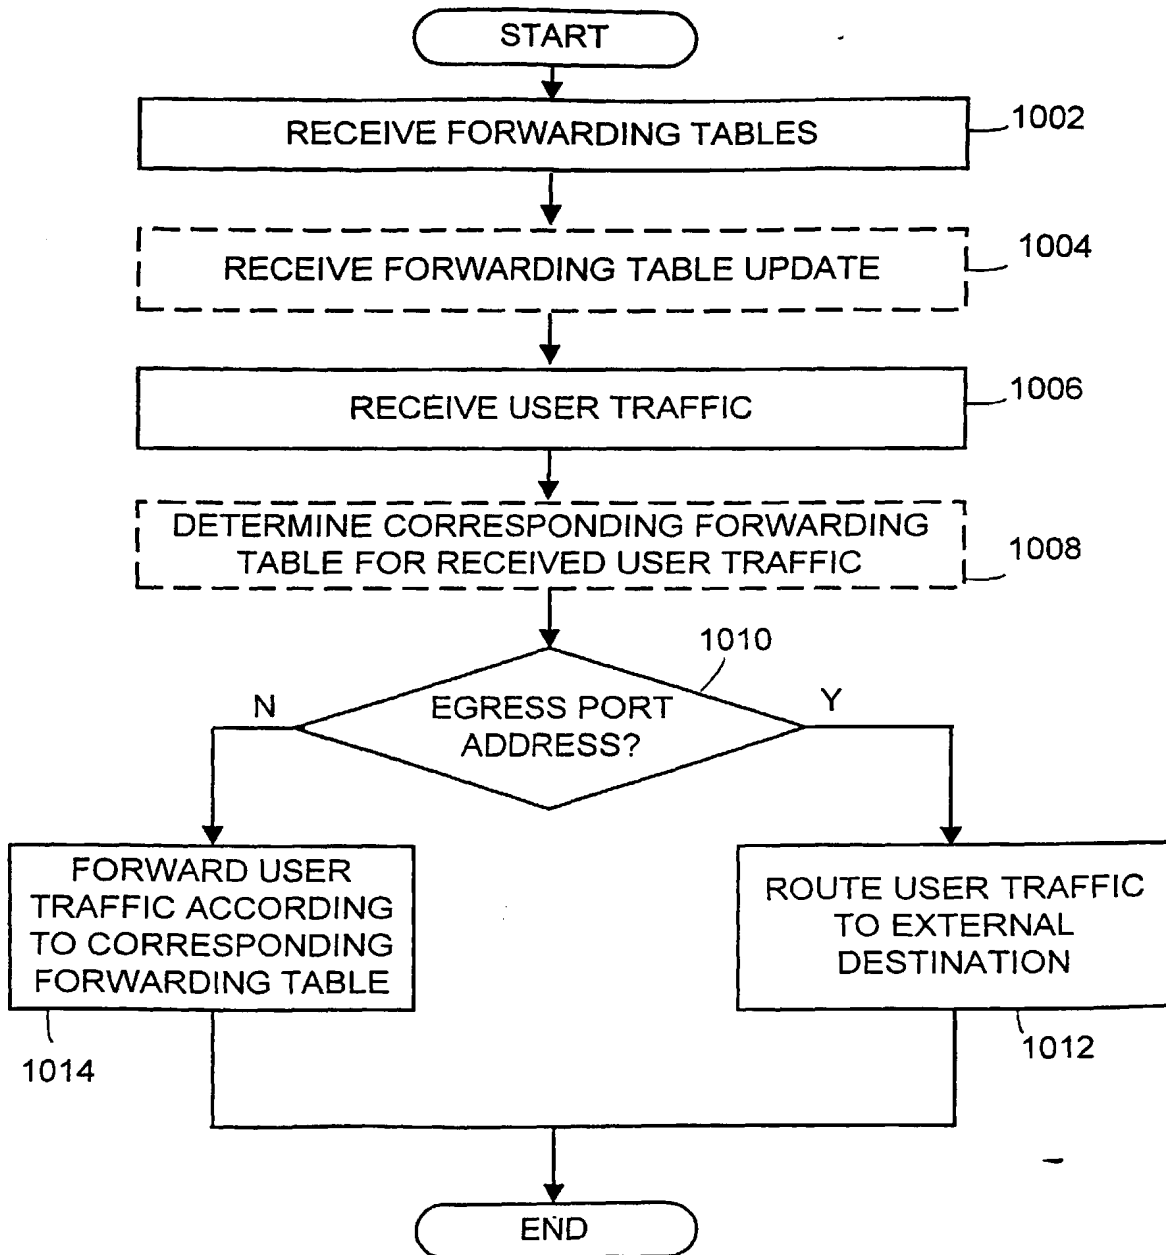 START
RECEIVE FORWARDING TABLES
1002
RECEIVE FORWARDING TABLE UPDATE
1004
RECEIVE USER TRAFFIC
1006
DETERMINE CORRESPONDING FORWARDING
TABLE FOR RECEIVED USER TRAFFIC
1008
1010
EGRESS PORT
ADDRESS?
N
Y
FORWARD USER
TRAFFIC ACCORDING
TO CORRESPONDING
FORWARDING TABLE
1014
ROUTE USER TRAFFIC
TO EXTERNAL
DESTINATION
1012
END